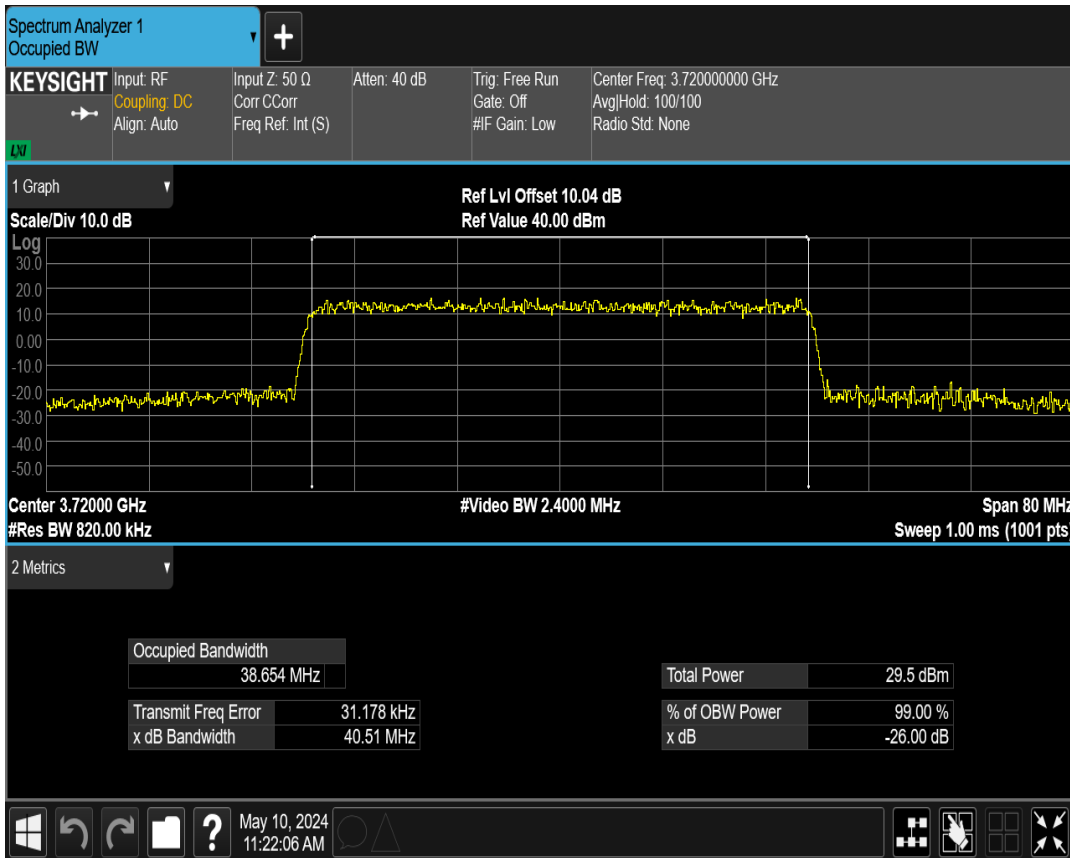 Spectrum Analyzer 1
Occupied BW
+
KEYSIGHT
LXI
Input: RF
Coupling: DC
Align: Auto
Input Z: 50 Ω
Corr CCorr
Freq Ref: Int (S)
Atten: 40 dB
Trig: Free Run
Gate: Off
#IF Gain: Low
Center Freq: 3.720000000 GHz
Avg|Hold: 100/100
Radio Std: None
1 Graph
Scale/Div 10.0 dB
Ref Lvl Offset 10.04 dB
Ref Value 40.00 dBm
Log
30.0
20.0
10.0
0.00
-10.0
-20.0
-30.0
-40.0
-50.0
Center 3.72000 GHz
#Video BW 2.4000 MHz
Span 80 MHz
#Res BW 820.00 kHz
Sweep 1.00 ms (1001 pts)
2 Metrics
Occupied Bandwidth
38.654 MHz
Total Power 29.5 dBm
Transmit Freq Error 31.178 kHz
% of OBW Power 99.00 %
x dB Bandwidth 40.51 MHz
x dB -26.00 dB
?
May 10, 2024
11:22:06 AM